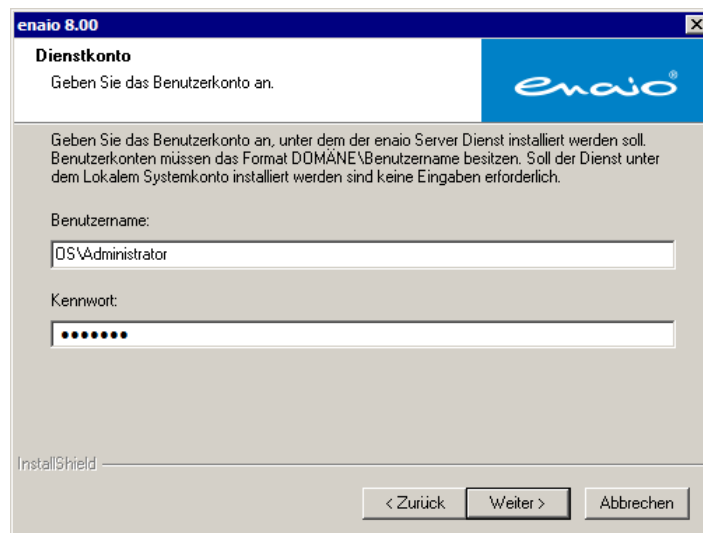 enaio 8.00
Dienstkonto
Geben Sie das Benutzerkonto an.
enaio®
Geben Sie das Benutzerkonto an, unter dem der enaio Server Dienst installiert werden soll.
Benutzerkonten müssen das Format DOMÄNE\Benutzername besitzen. Soll der Dienst unter
dem Lokalem Systemkonto installiert werden sind keine Eingaben erforderlich.
Benutzername:
OS\Administrator
Kennwort:
•••••••
InstallShield
< Zurück
Weiter >
Abbrechen